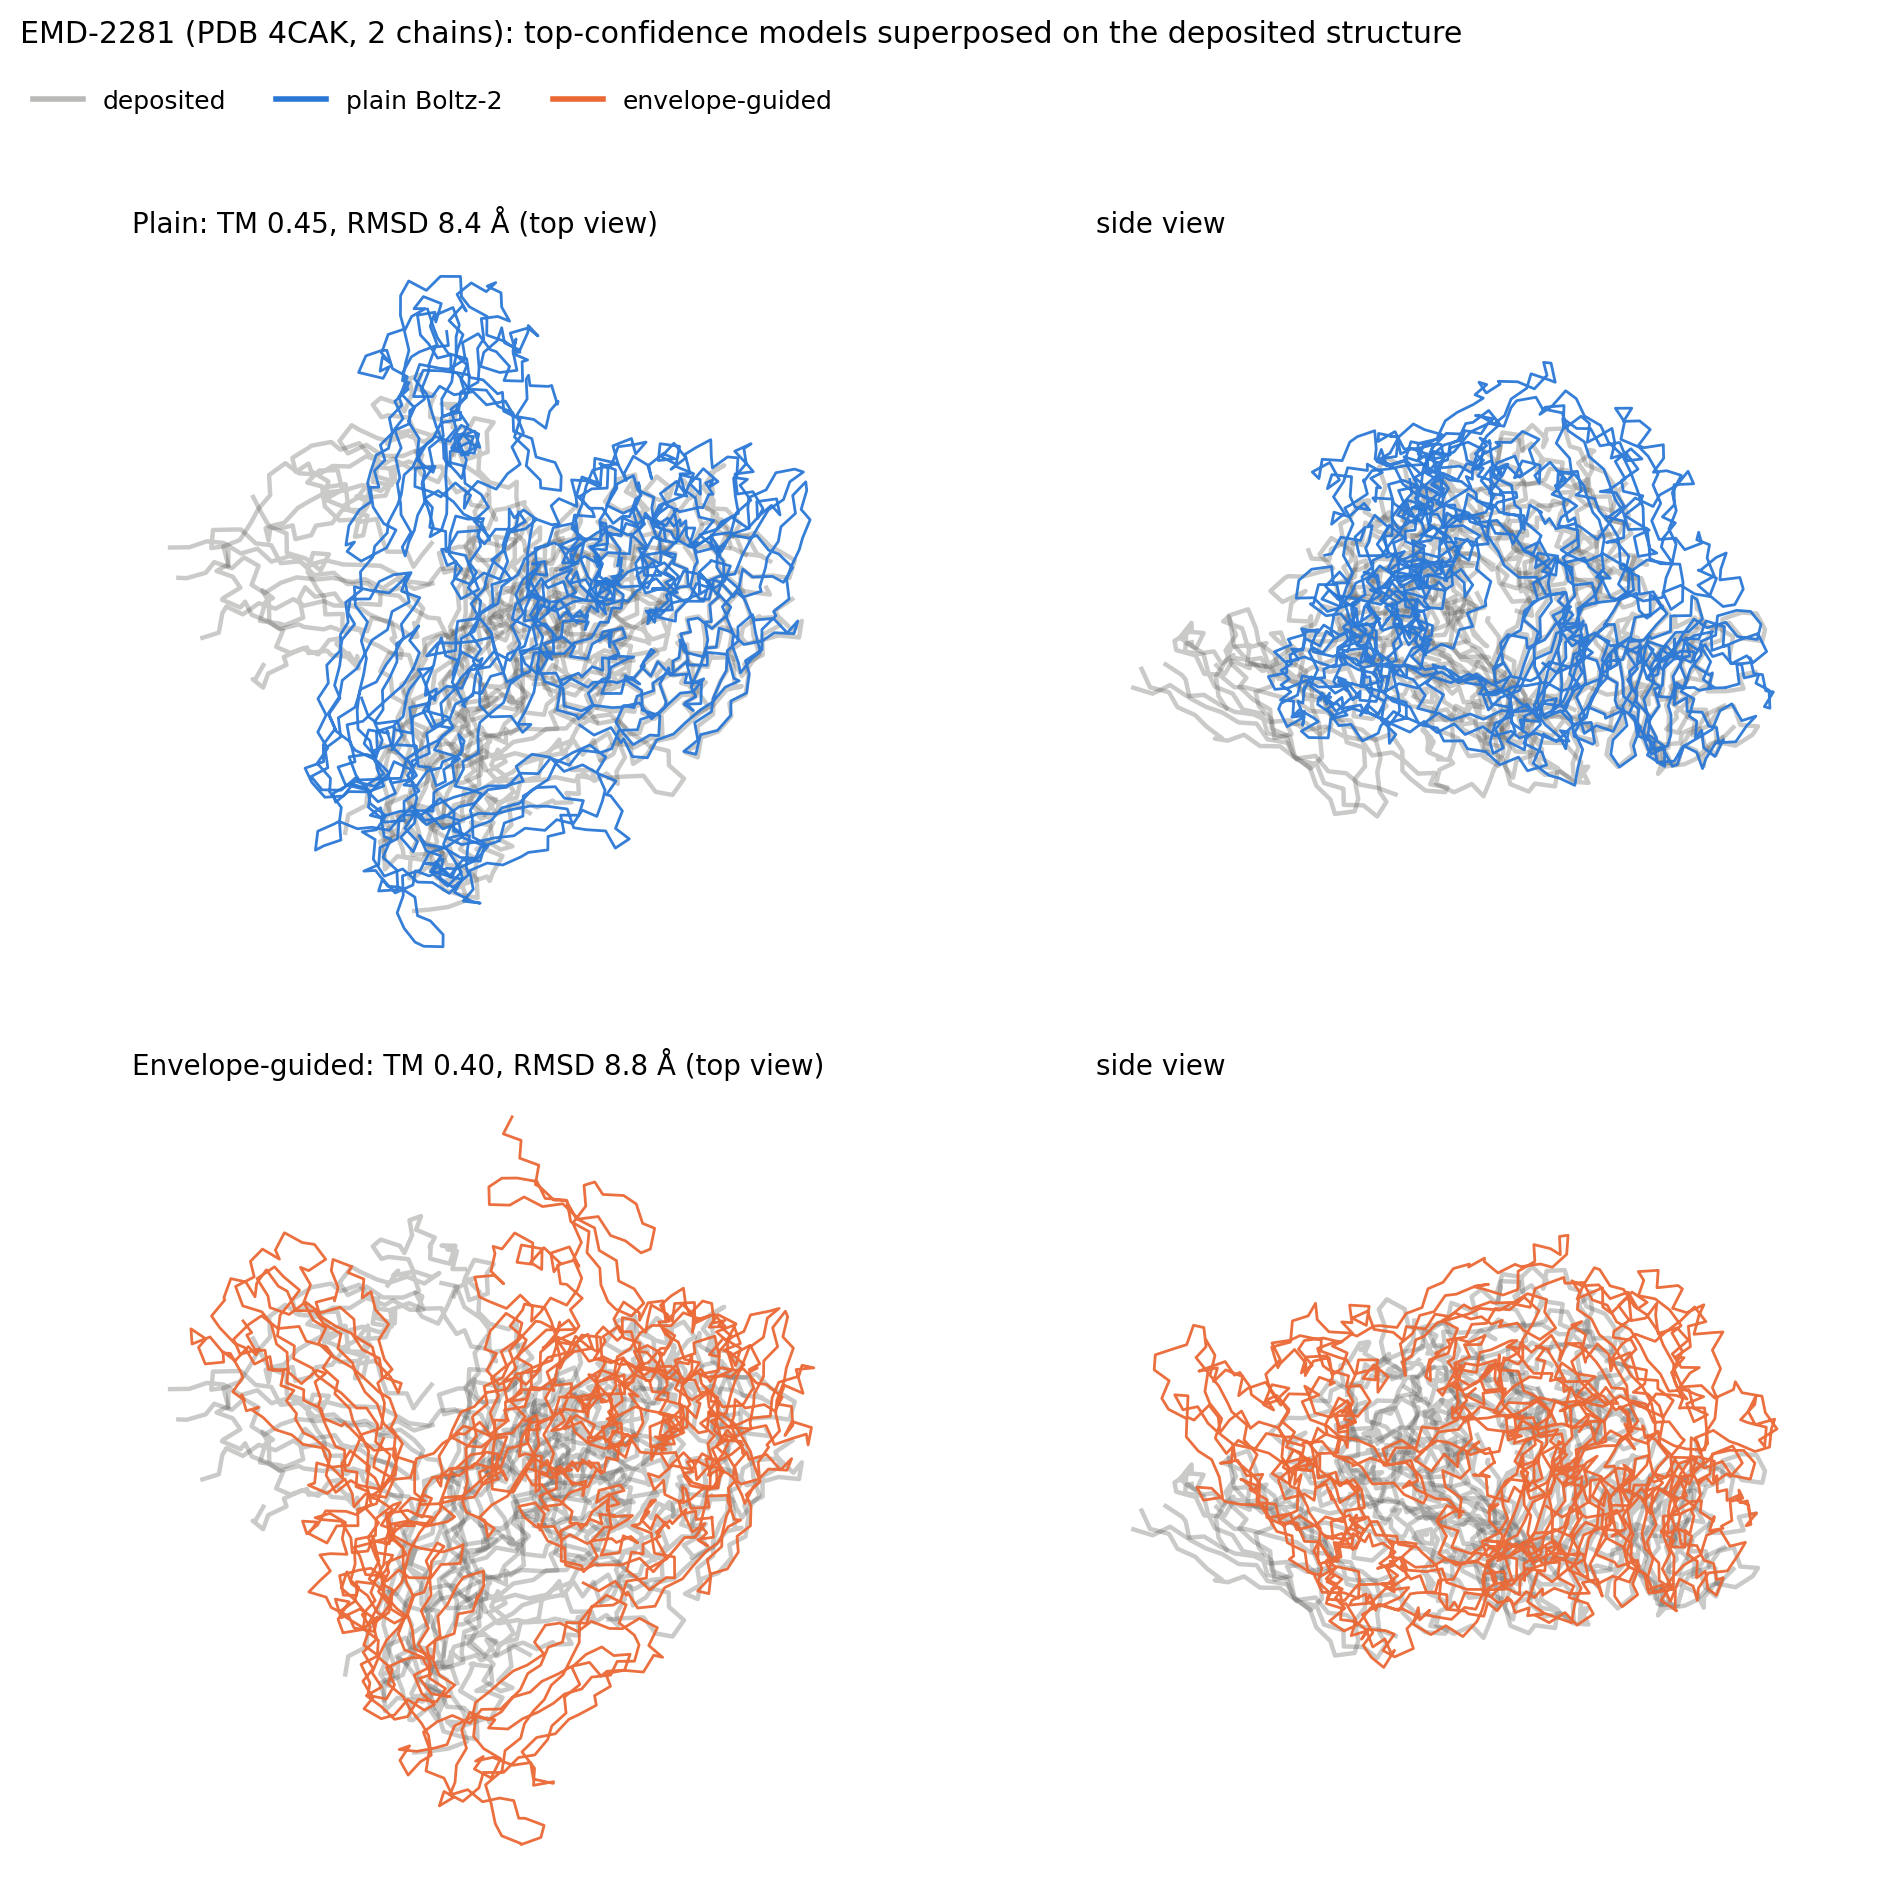 EMD-2281 (PDB 4CAK, 2 chains): top-confidence models superposed on the deposited structure
deposited plain Boltz-2 envelope-guided
Plain: TM 0.45, RMSD 8.4 Å (top view)
side view
Envelope-guided: TM 0.40, RMSD 8.8 Å (top view)
side view